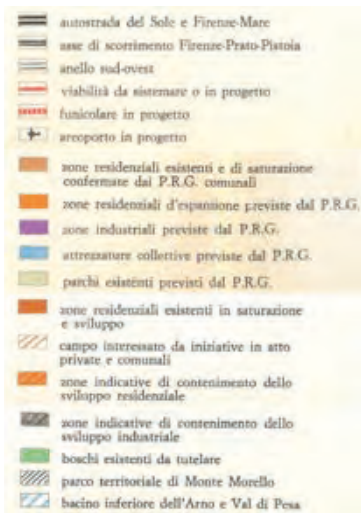 autostrada del Sole e Firenze-Mare
asse di scorrimento Firenze-Prato-Pistoia
anello sud-ovest
viabilità da sistemare o in progetto
funicolare in progetto
aeroporto in progetto
zone residenziali esistenti e di saturazione
confermate dai P.R.G. comunali
zone residenziali d'espansione previste dal P.R.G.
zone industriali previste dal P.R.G.
attrezzature collettive previste dal P.R.G.
parchi esistenti previsti dal P.R.G.
zone residenziali esistenti in saturazione
e sviluppo
campo interessato da iniziative in atto
private e comunali
zone indicative di contenimento dello
sviluppo residenziale
zone indicative di contenimento dello
sviluppo industriale
boschi esistenti da tutelare
parco territoriale di Monte Morello
bacino inferiore dell'Arno e Val di Pesa